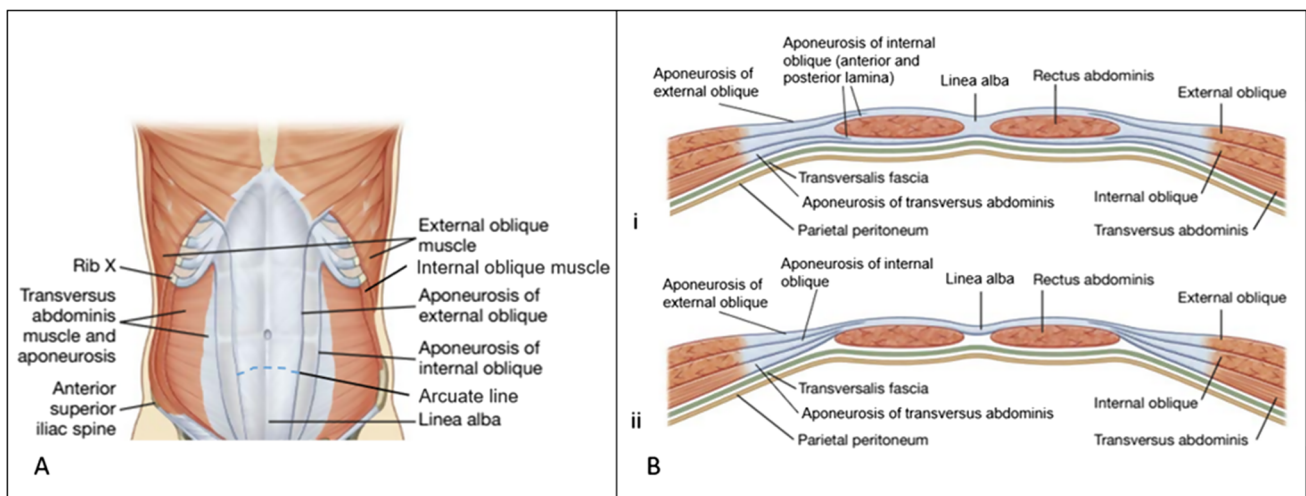 External oblique
muscle
Internal oblique muscle
Aponeurosis of
external oblique
Aponeurosis of
internal oblique
Arcuate line
Linea alba
Rib X
Transversus
abdominis
muscle and
aponeurosis
Anterior
superior
iliac spine
A
Aponeurosis of internal
oblique (anterior and
posterior lamina)
Aponeurosis of
external oblique
Linea alba
Rectus abdominis
External oblique
Transversalis fascia
Aponeurosis of transversus abdominis
Parietal peritoneum
Internal oblique
Transversus abdominis
i
Aponeurosis of internal
oblique
Aponeurosis of
external oblique
Linea alba
Rectus abdominis
External oblique
Transversalis fascia
Aponeurosis of transversus abdominis
Parietal peritoneum
Internal oblique
Transversus abdominis
ii
B